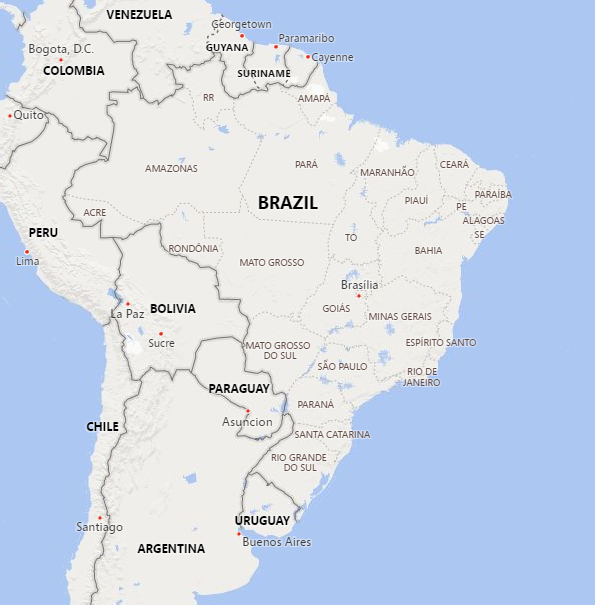 VENEZUELA
Georgetown
Paramaribo
GUYANA
Bogota, D.C.
Cayenne
COLOMBIA
SURINAME
RR
AMAPÁ
Quito
AMAZONAS
PARÁ
MARANHÃO
CEARÁ
PARAÍBA
PIAUÍ
BRAZIL
PE
ACRE
ALAGOAS
SE
PERU
TO
RONDÔNIA
BAHIA
Lima
MATO GROSSO
Brasília
La Paz
BOLIVIA
GOIÁS
MINAS GERAIS
Sucre
ESPÍRITO SANTO
MATO GROSSO
DO SUL
SÃO PAULO
RIO DE
JANEIRO
PARAGUAY
PARANÁ
Asuncion
CHILE
SANTA CATARINA
RIO GRANDE
DO SUL
Santiago
URUGUAY
Buenos Aires
ARGENTINA